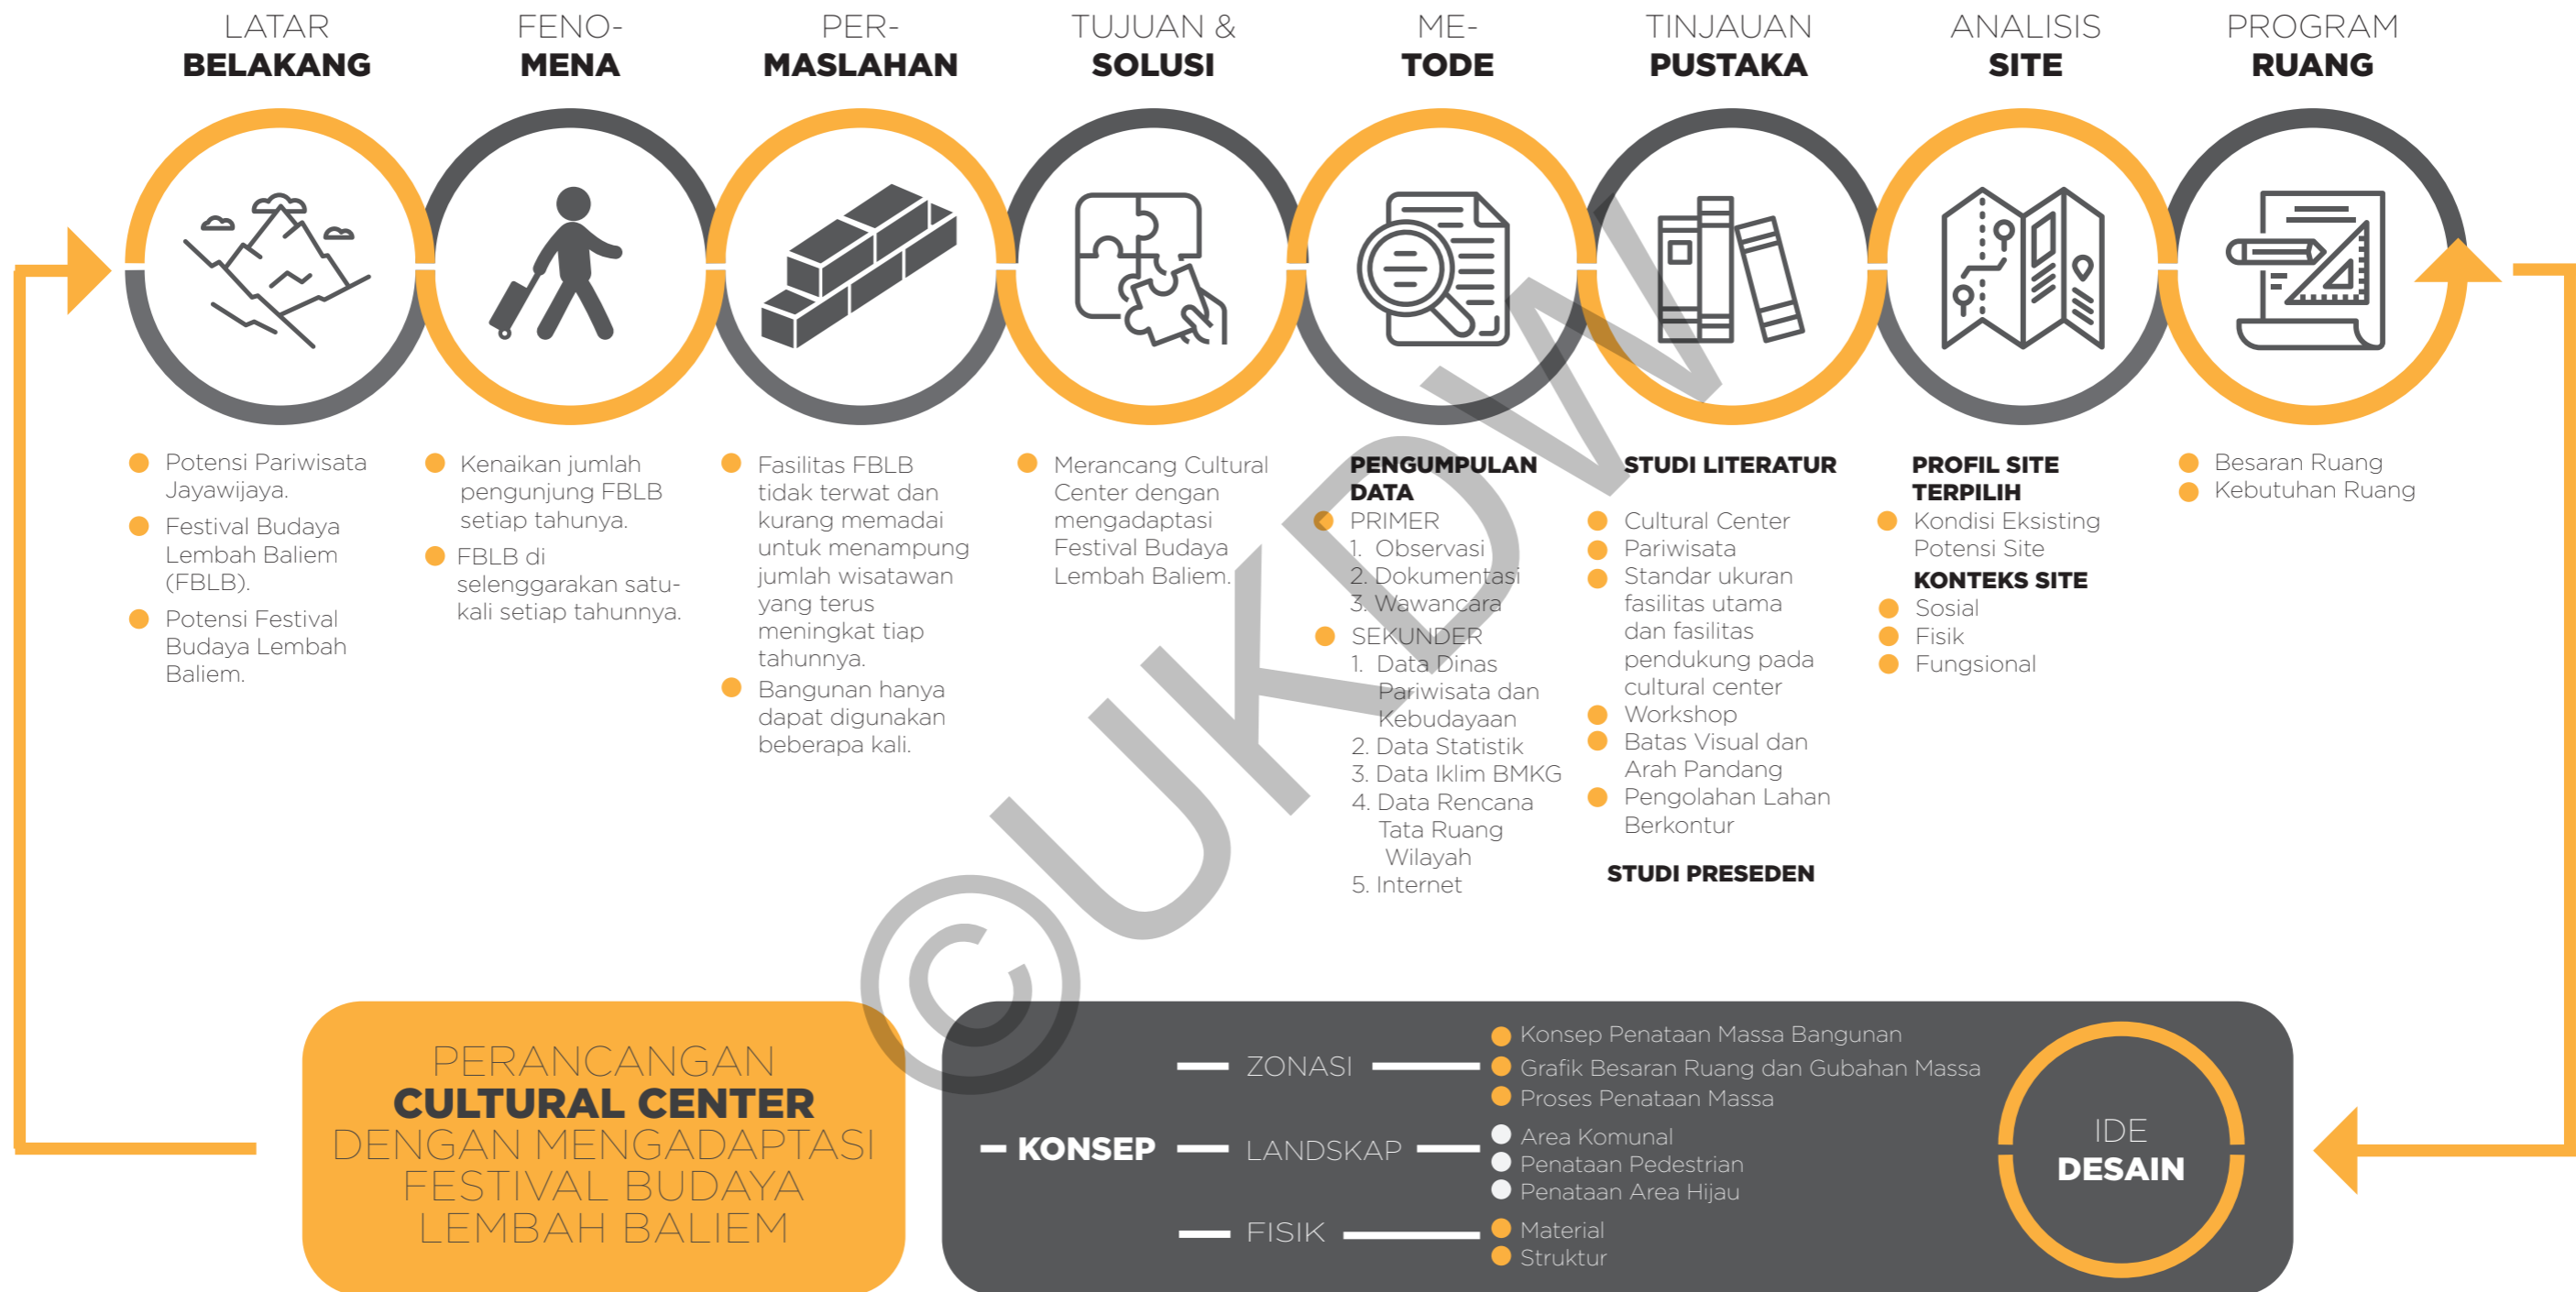 LATAR
BELAKANG
FENO-
MENA
PER-
MASLAHAN
TUJUAN &
SOLUSI
ME-
TODE
TINJAUAN
PUSTAKA
ANALISIS
SITE
PROGRAM
RUANG
Potensi Pariwisata
Jayawijaya.
Festival Budaya
Lembah Baliem
(FBLB).
Potensi Festival
Budaya Lembah
Baliem.
Kenaikan jumlah
pengunjung FBLB
setiap tahunya.
FBLB di
selenggarakan satu-
kali setiap tahunnya.
Fasilitas FBLB
tidak terwat dan
kurang memadai
untuk menampung
jumlah wisatawan
yang terus
meningkat tiap
tahunnya.
Bangunan hanya
dapat digunakan
beberapa kali.
Merancang Cultural
Center dengan
mengadaptasi
Festival Budaya
Lembah Baliem.
PENGUMPULAN
DATA
PRIMER
1. Observasi
2. Dokumentasi
3. Wawancara
SEKUNDER
1. Data Dinas
Pariwisata dan
Kebudayaan
2. Data Statistik
3. Data Iklim BMKG
4. Data Rencana
Tata Ruang
Wilayah
5. Internet
STUDI LITERATUR
Cultural Center
Pariwisata
Standar ukuran
fasilitas utama
dan fasilitas
pendukung pada
cultural center
Workshop
Batas Visual dan
Arah Pandang
Pengolahan Lahan
Berkontur
STUDI PRESEDEN
PROFIL SITE
TERPILIH
Kondisi Eksisting
Potensi Site
KONTEKS SITE
Sosial
Fisik
Fungsional
Besaran Ruang
Kebutuhan Ruang
©UKDW
PERANCANGAN
CULTURAL CENTER
DENGAN MENGADAPTASI
FESTIVAL BUDAYA
LEMBAH BALIEM
KONSEP
ZONASI
Konsep Penataan Massa Bangunan
Grafik Besaran Ruang dan Gubahan Massa
Proses Penataan Massa
LANDSKAP
Area Komunal
Penataan Pedestrian
Penataan Area Hijau
FISIK
Material
Struktur
IDE
DESAIN